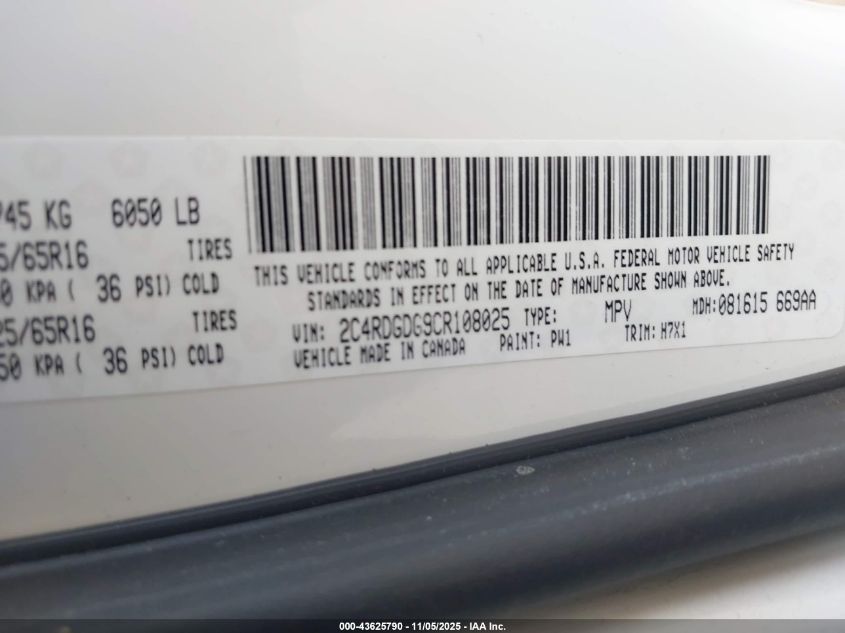 745 KG 6050 LB
5/65R16 TIRES
0 KPA ( 36 PSI) COLD
25/65R16 TIRES
50 KPA ( 36 PSI) COLD
THIS VEHICLE CONFORMS TO ALL APPLICABLE U.S.A. FEDERAL MOTOR VEHICLE SAFETY
STANDARDS IN EFFECT ON THE DATE OF MANUFACTURE SHOWN ABOVE.
VIN: 2C4RDGDG9CR108025 TYPE: MPV MDH:081615 669AA
VEHICLE MADE IN CANADA PAINT: PW1 TRIM: H7X1
000-43625790 - 11/05/2025 - IAA Inc.